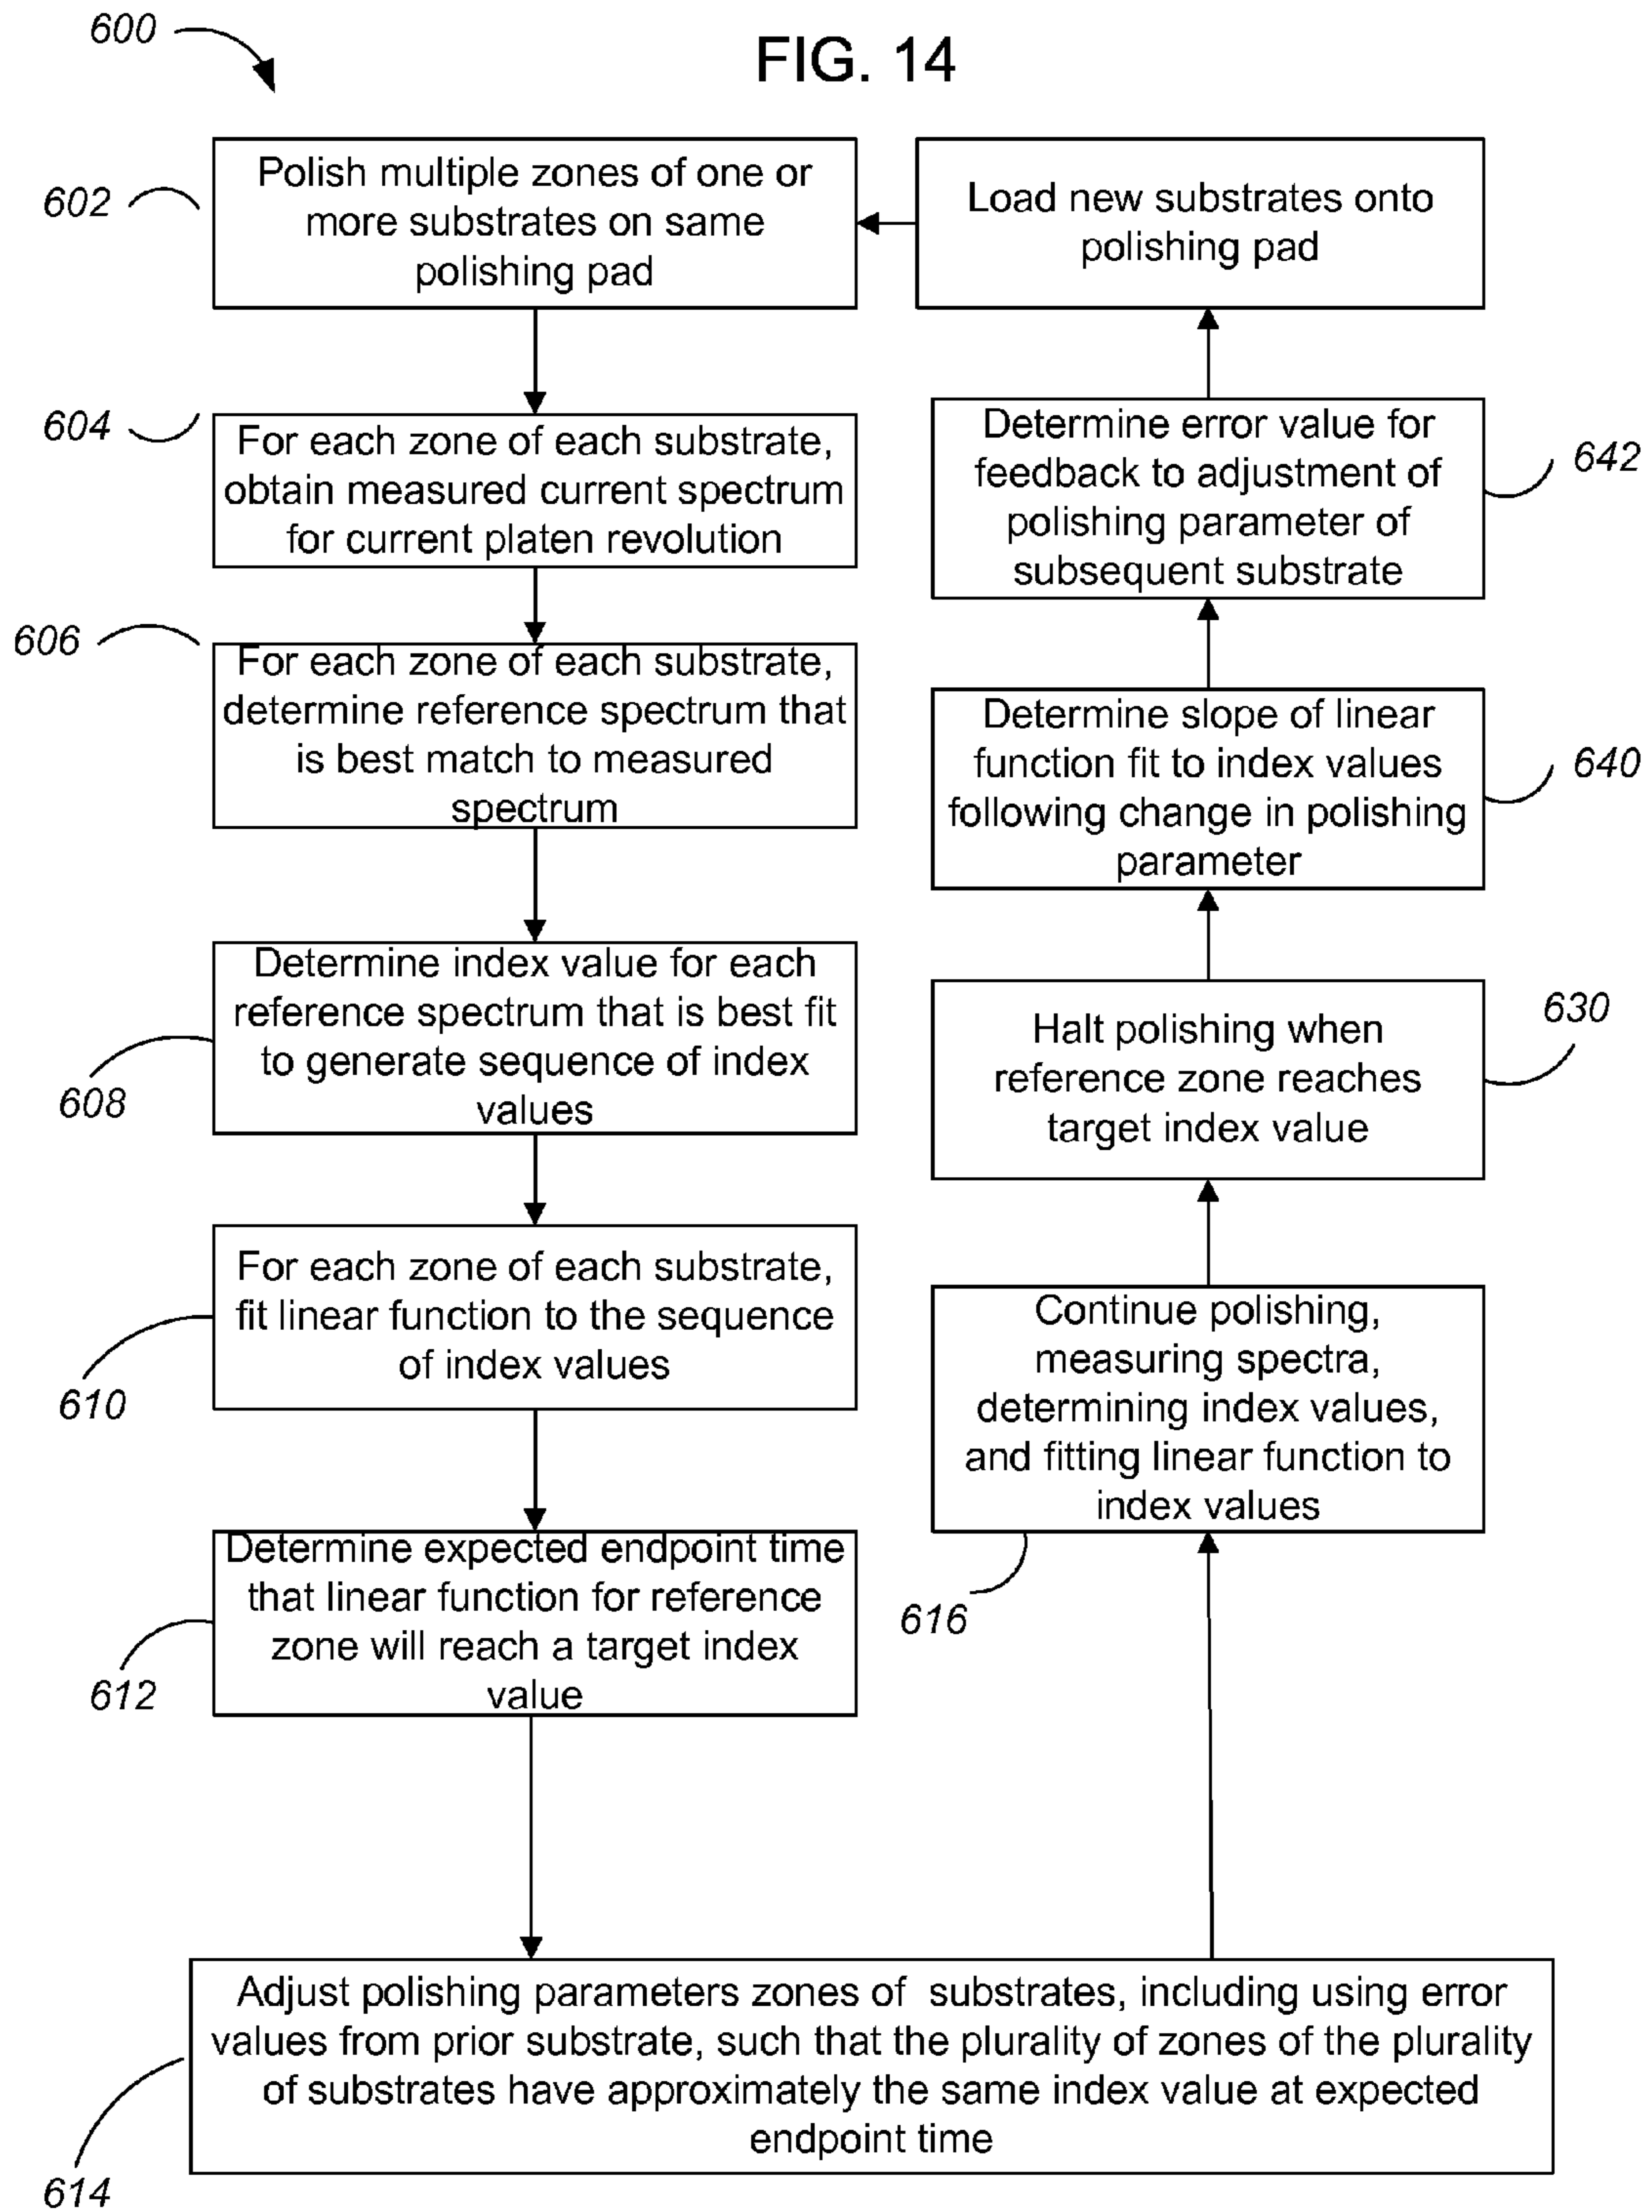 600
FIG. 14
602
Polish multiple zones of one or
more substrates on same
polishing pad
604
For each zone of each substrate,
obtain measured current spectrum
for current platen revolution
606
For each zone of each substrate,
determine reference spectrum that
is best match to measured
spectrum
608
Determine index value for each
reference spectrum that is best fit
to generate sequence of index
values
610
For each zone of each substrate,
fit linear function to the sequence
of index values
612
Determine expected endpoint time
that linear function for reference
zone will reach a target index
value
614
Adjust polishing parameters zones of substrates, including using error
values from prior substrate, such that the plurality of zones of the plurality
of substrates have approximately the same index value at expected
endpoint time
616
Continue polishing,
measuring spectra,
determining index values,
and fitting linear function to
index values
630
Halt polishing when
reference zone reaches
target index value
640
Determine slope of linear
function fit to index values
following change in polishing
parameter
642
Determine error value for
feedback to adjustment of
polishing parameter of
subsequent substrate
Load new substrates onto
polishing pad